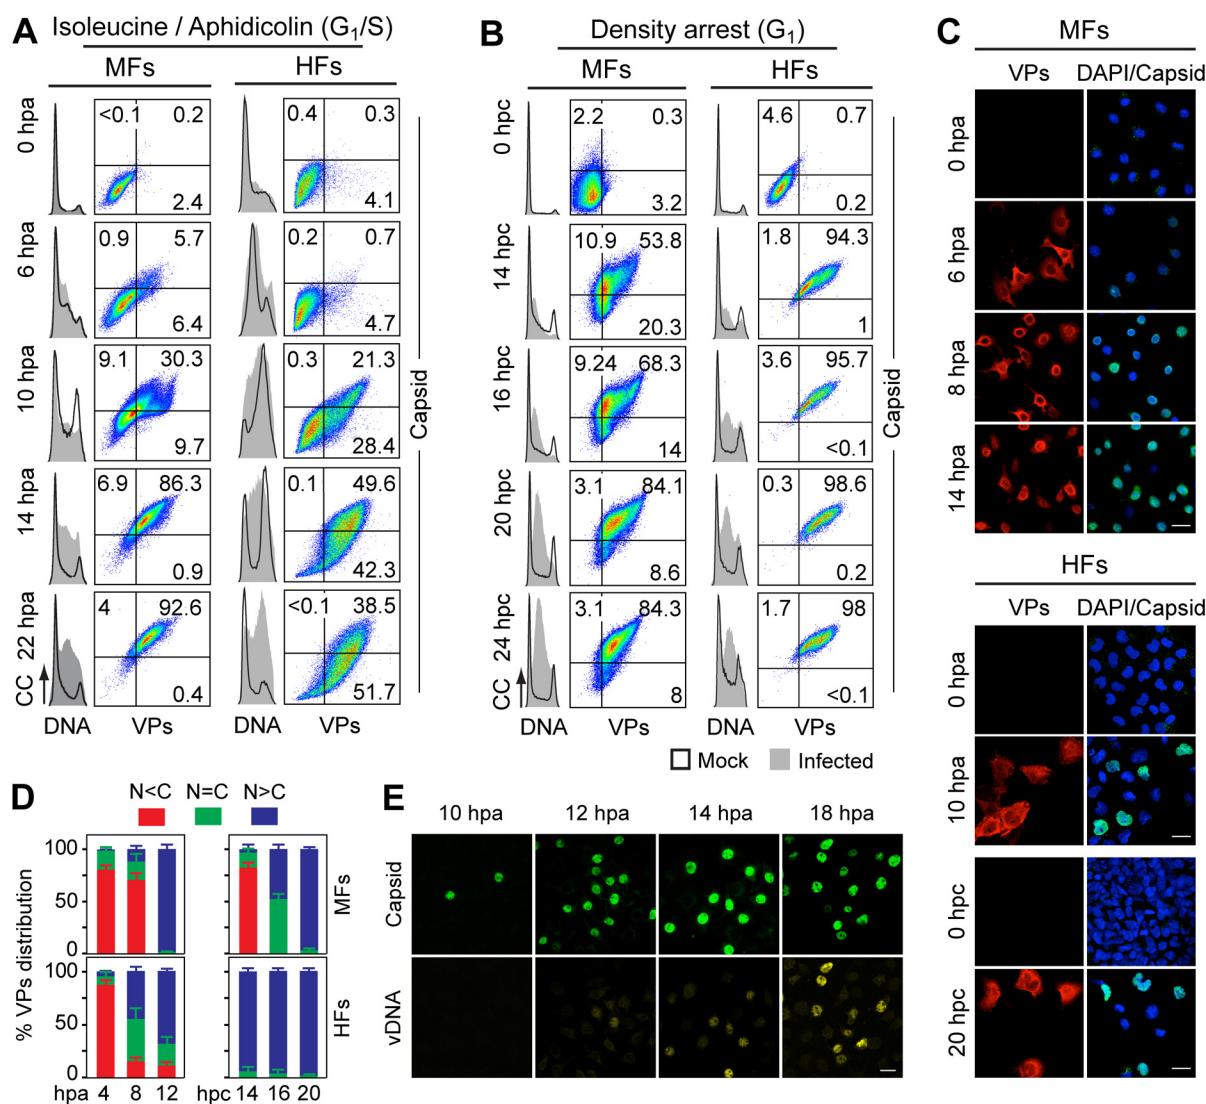 A Isoleucine / Aphidicolin (G1/S)
MFs HFs
0 hpa
<0.1 0.2
2.4
0.4 0.3
4.1
6 hpa
0.9 5.7
6.4
0.2 0.7
4.7
10 hpa
9.1 30.3
9.7
0.3 21.3
28.4
14 hpa
6.9 86.3
0.9
0.1 49.6
42.3
22 hpa
4 92.6
0.4
<0.1 38.5
51.7
CC
DNA VPs
Capsid
B Density arrest (G1)
MFs HFs
0 hpc
2.2 0.3
3.2
4.6 0.7
0.2
14 hpc
10.9 53.8
20.3
1.8 94.3
1
16 hpc
9.24 68.3
14
3.6 95.7
<0.1
20 hpc
3.1 84.1
8.6
0.3 98.6
0.2
24 hpc
3.1 84.3
8
1.7 98
<0.1
CC
DNA VPs
Capsid
Mock Infected
C
MFs
VPs DAPI/Capsid
0 hpa
6 hpa
8 hpa
14 hpa
HFs
VPs DAPI/Capsid
0 hpa
10 hpa
0 hpc
20 hpc
D N<C N=C N>C
% VPs distribution
100
50
0
MFs
100
50
0
HFs
hpa 4 8 12 hpc 14 16 20
E 10 hpa 12 hpa 14 hpa 18 hpa
Capsid
vDNA